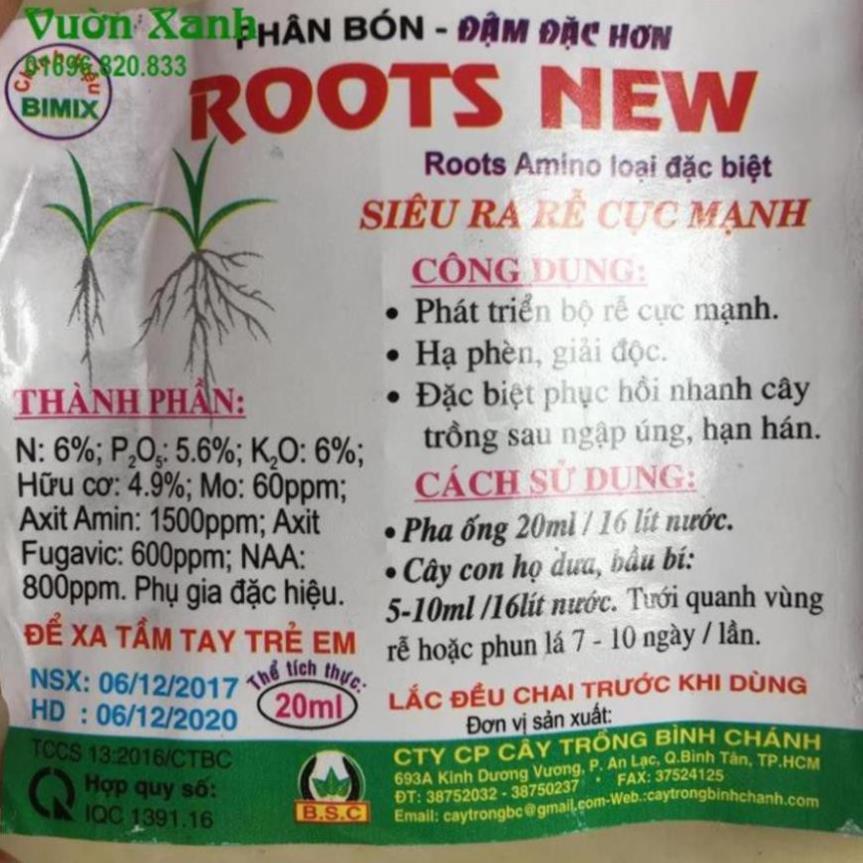 Vườn Xanh
01696.820.833
PHÂN BÓN - ĐẬM ĐẶC HƠN
Chính hiệu
BIMIX
ROOTS NEW
Roots Amino loại đặc biệt
SIÊU RA RỄ CỰC MẠNH
CÔNG DỤNG:
• Phát triển bộ rễ cực mạnh.
• Hạ phèn, giải độc.
• Đặc biệt phục hồi nhanh cây
trồng sau ngập úng, hạn hán.
CÁCH SỬ DỤNG:
• Pha ống 20ml / 16 lít nước.
• Cây con họ dưa, bầu bí:
5-10ml /16lít nước. Tưới quanh vùng
rễ hoặc phun lá 7 - 10 ngày / lần.
LẮC ĐỀU CHAI TRƯỚC KHI DÙNG
THÀNH PHẦN:
N: 6%; P2O5: 5.6%; K2O: 6%;
Hữu cơ: 4.9%; Mo: 60ppm;
Axit Amin: 1500ppm; Axit
Fugavic: 600ppm; NAA:
800ppm. Phụ gia đặc hiệu.
ĐỂ XA TẦM TAY TRẺ EM
NSX: 06/12/2017
HD : 06/12/2020
Thể tích thực:
20ml
Đơn vị sản xuất:
CTY CP CÂY TRỒNG BÌNH CHÁNH
693A Kinh Dương Vương, P. An Lạc, Q.Bình Tân, TP.HCM
ĐT: 38752032 - 38750237 • FAX: 37524125
Email: caytrongbc@gmail.com-Web.:caytrongbinhchanh.com
TCCS 13:2016/CTBC
Hợp quy số:
IQC 1391.16
B.S.C